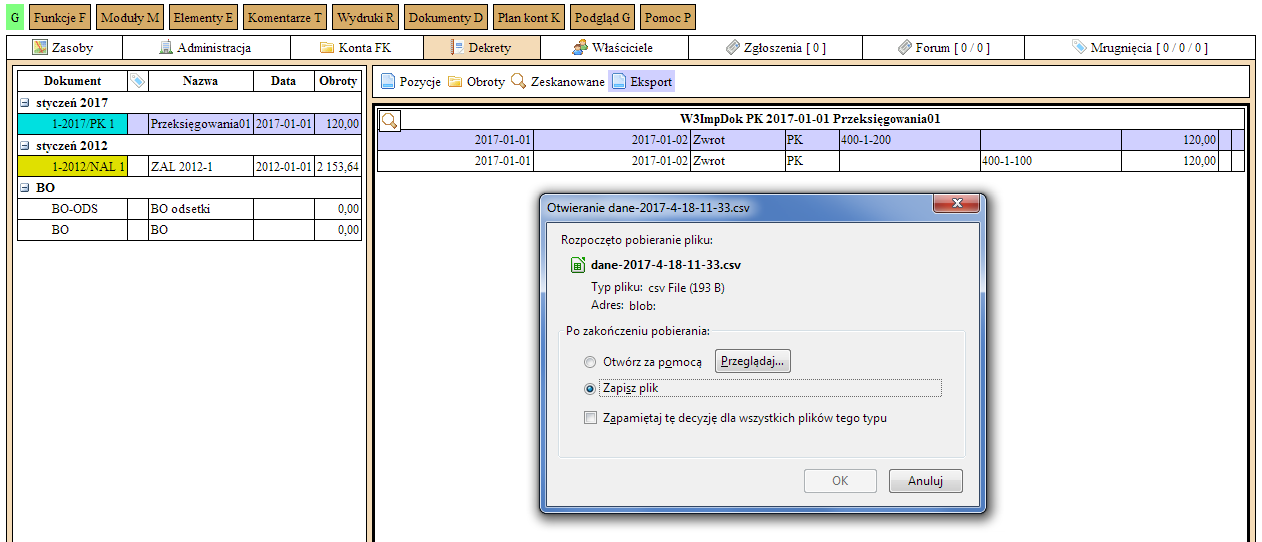 G Funkcje F Moduły M Elementy E Komentarze T Wydruki R Dokumenty D Plan kont K Podgląd G Pomoc P
Zasoby Administracja Konta FK Dekrety Właściciele Zgłoszenia [ 0 ] Forum [ 0 / 0 ] Mrugnięcia [ 0 / 0 / 0 ]
Dokument Nazwa Data Obroty
styczeń 2017
1-2017/PK 1 Przeksięgowania01 2017-01-01 120,00
styczeń 2012
1-2012/NAL 1 ZAL 2012-1 2012-01-01 2 153,64
BO
BO-ODS BO odsetki 0,00
BO BO 0,00
Pozycje Obroty Zeskanowane Eksport
W3ImpDok PK 2017-01-01 Przeksięgowania01
2017-01-01 2017-01-02 Zwrot PK 400-1-200 120,00
2017-01-01 2017-01-02 Zwrot PK 400-1-100 120,00
Otwieranie dane-2017-4-18-11-33.csv
Rozpoczęto pobieranie pliku:
dane-2017-4-18-11-33.csv
Typ pliku: csv File (193 B)
Adres: blob:
Po zakończeniu pobierania:
Otwórz za pomocą Przeglądaj...
Zapisz plik
Zapamiętaj tę decyzję dla wszystkich plików tego typu
OK Anuluj